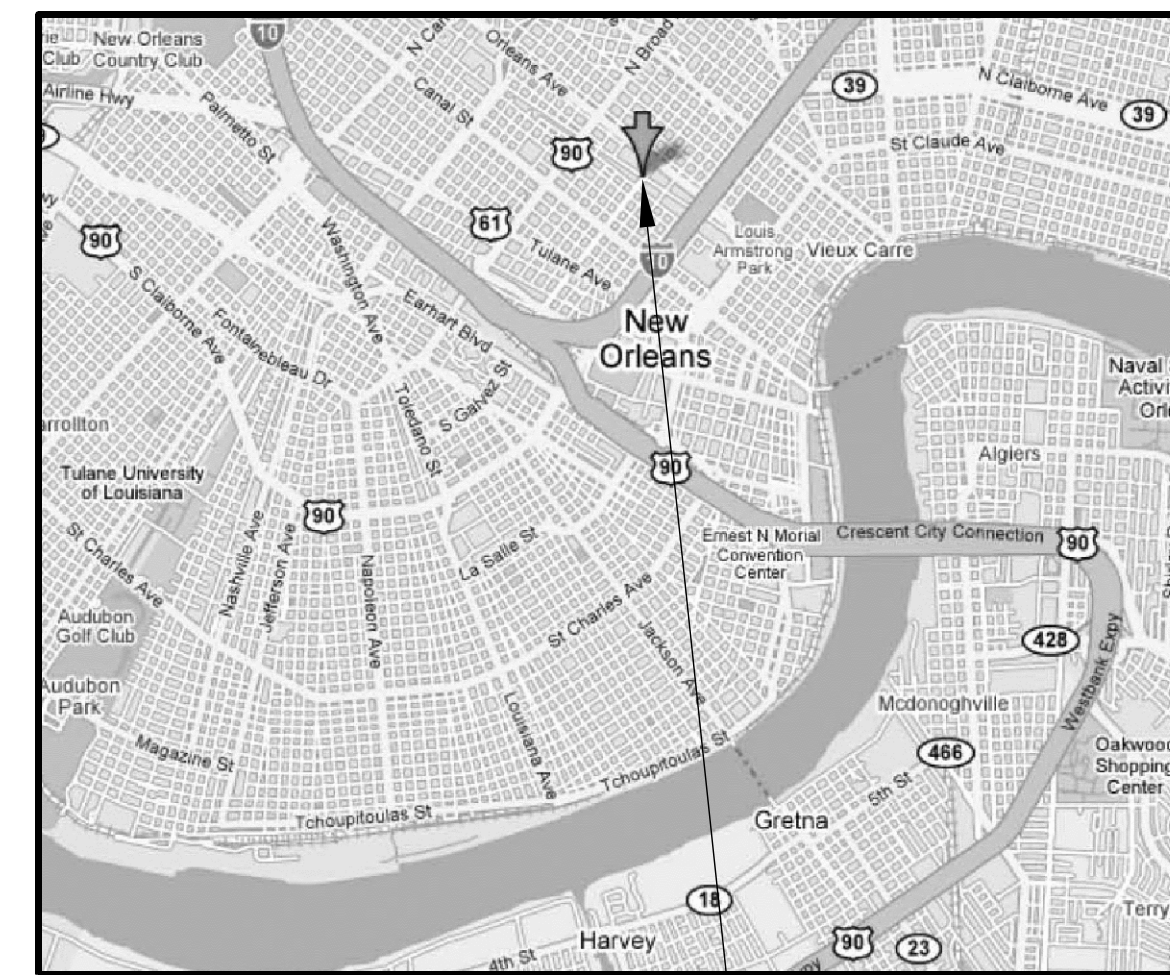 10
New Orleans
Club
Country Club
Airline Hwy
Palmetto St
Canal St
Orleans Ave
N Broad
39
N Claiborne Ave
39
St Claude Ave
90
61
90
Washington Ave
Tulane Ave
Louis
Armstrong
Park
Vieux Carre
10
S Claiborne Ave
Fontainebleau Dr
Earhart Blvd
New
Orleans
S Galvez St
Toledano St
Naval
Algiers
Tulane University
of Louisiana
90
90
Ernest N Morial
Convention
Center
Crescent City Connection
90
St Charles Ave
Nashville Ave
Jefferson Ave
Napoleon Ave
La Salle St
St Charles Ave
Jackson Ave
Audubon
Golf Club
428
Westbank Expy
Audubon
Park
Mcdonoghville
Louisiana Ave
Magazine St
466
Oakwood
Shopping
Center
Tchoupitoulas St
Tchoupitoulas St
5th St
Gretna
18
Harvey
4th St
90
23
Terry